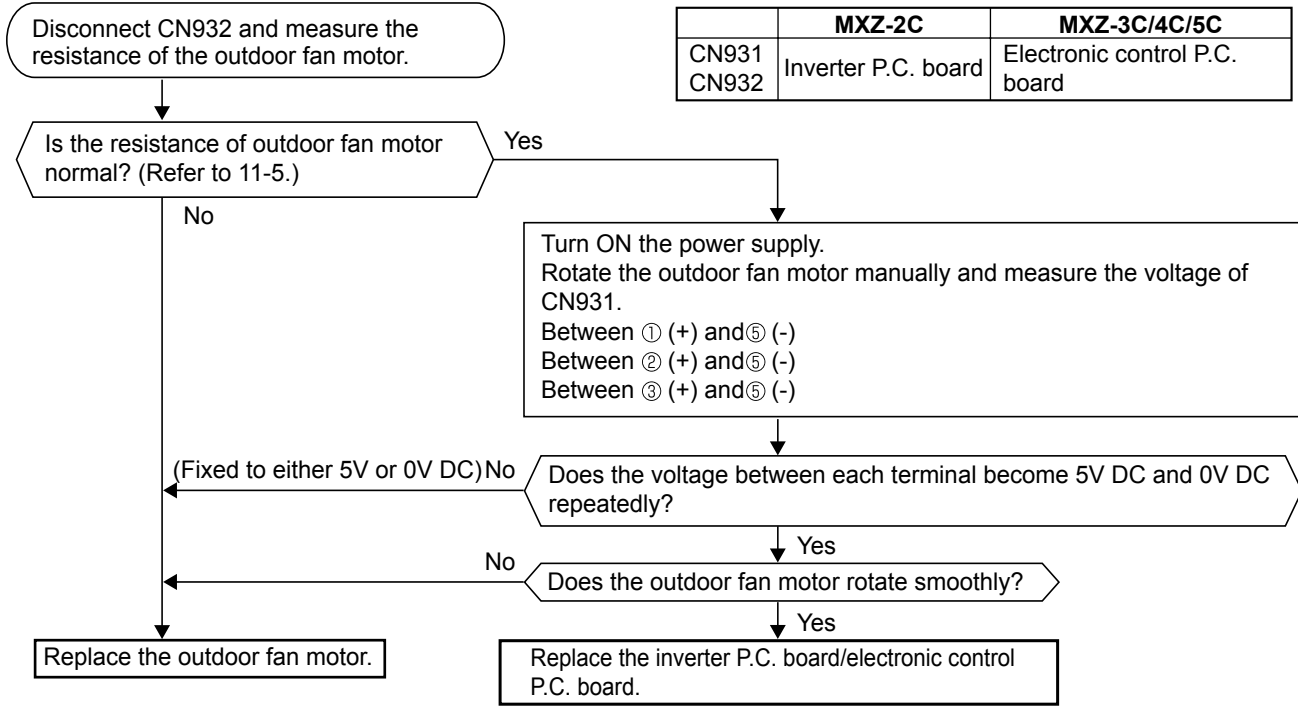 Disconnect CN932 and measure the
resistance of the outdoor fan motor.
MXZ-2C MXZ-3C/4C/5C
CN931
CN932
Inverter P.C. board
Electronic control P.C.
board
Is the resistance of outdoor fan motor
normal? (Refer to 11-5.)
Yes
No
Turn ON the power supply.
Rotate the outdoor fan motor manually and measure the voltage of
CN931.
Between ① (+) and⑤ (-)
Between ② (+) and⑤ (-)
Between ③ (+) and⑤ (-)
(Fixed to either 5V or 0V DC)No
Does the voltage between each terminal become 5V DC and 0V DC
repeatedly?
Yes
No
Does the outdoor fan motor rotate smoothly?
Yes
Replace the outdoor fan motor.
Replace the inverter P.C. board/electronic control
P.C. board.